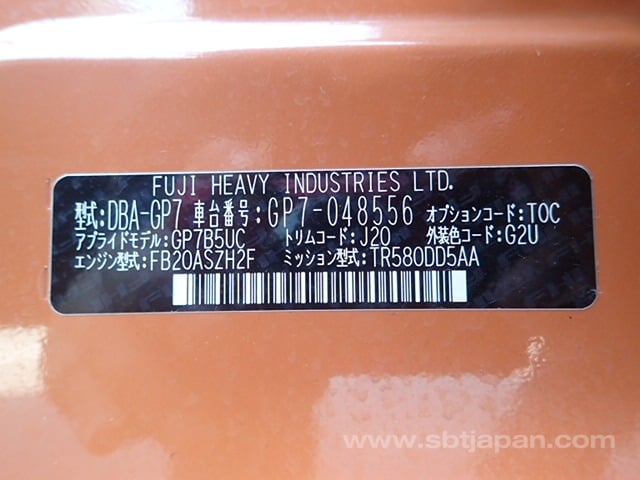 FUJI HEAVY INDUSTRIES LTD.
型式:DBA-GP7 車台番号:GP7-048556 オプションコード:TOC
アプライドモデル:GP7B5UC トリムコード:J20 外装色コード:G2U
エンジン型式:FB20ASZH2F ミッション型式:TR580DD5AA
www.sbtjapan.com